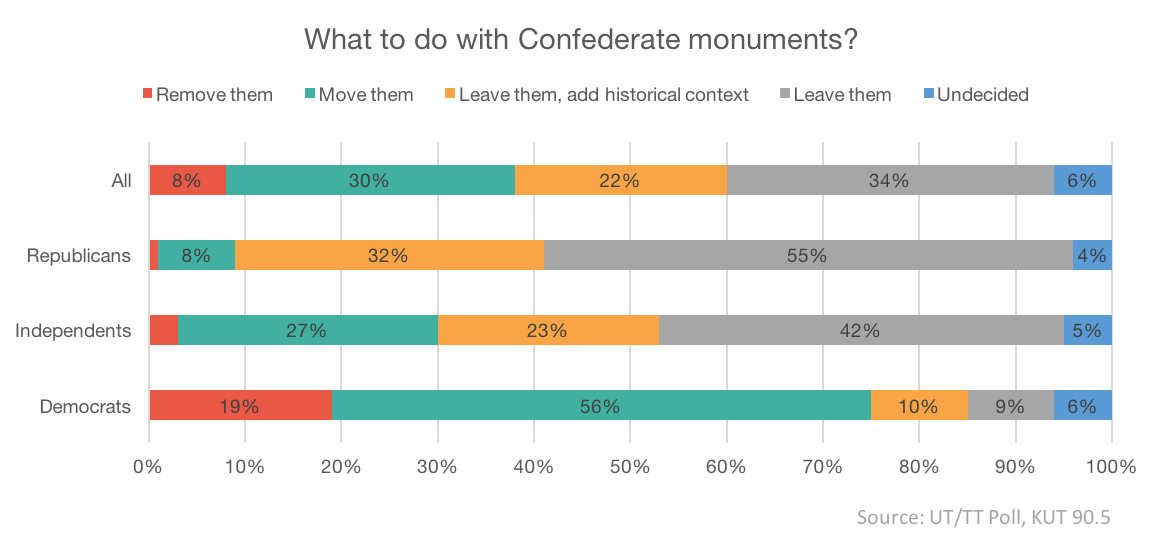 What to do with Confederate monuments?
Remove them Move them Leave them, add historical context Leave them Undecided
All 8% 30% 22% 34% 6%
Republicans 8% 32% 55% 4%
Independents 27% 23% 42% 5%
Democrats 19% 56% 10% 9% 6%
0% 10% 20% 30% 40% 50% 60% 70% 80% 90% 100%
Source: UT/TT Poll, KUT 90.5